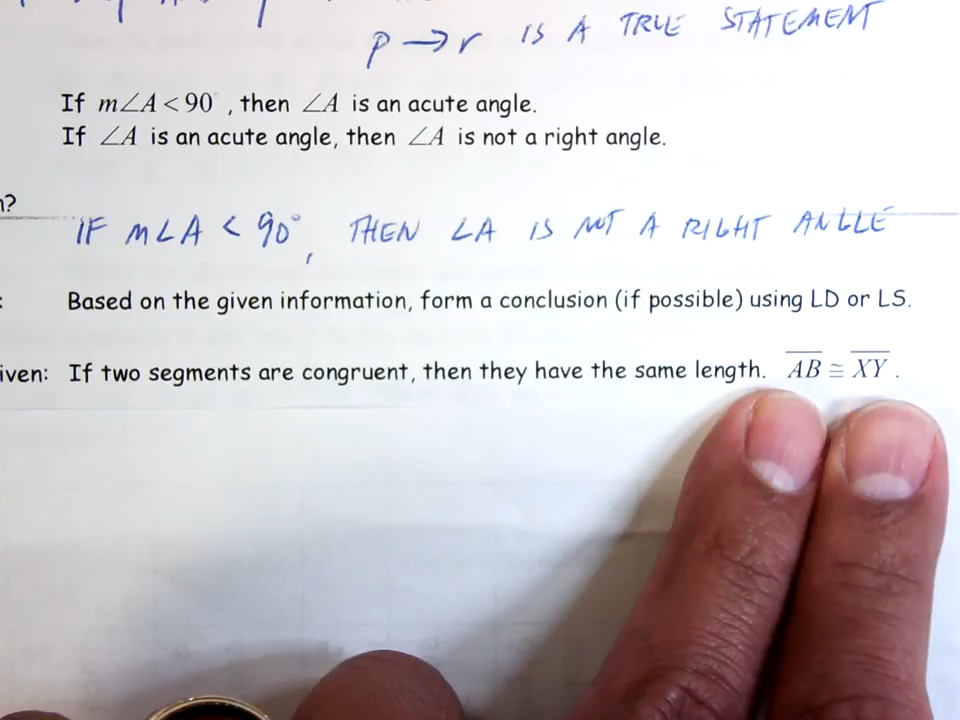 p → r IS A TRUE STATEMENT
If m∠A < 90°, then ∠A is an acute angle.
If ∠A is an acute angle, then ∠A is not a right angle.
n?
IF M∠A < 90°, THEN ∠A IS NOT A RIGHT ANGLE
: Based on the given information, form a conclusion (if possible) using LD or LS.
iven: If two segments are congruent, then they have the same length. A̅B̅ ≅ X̅Y̅.